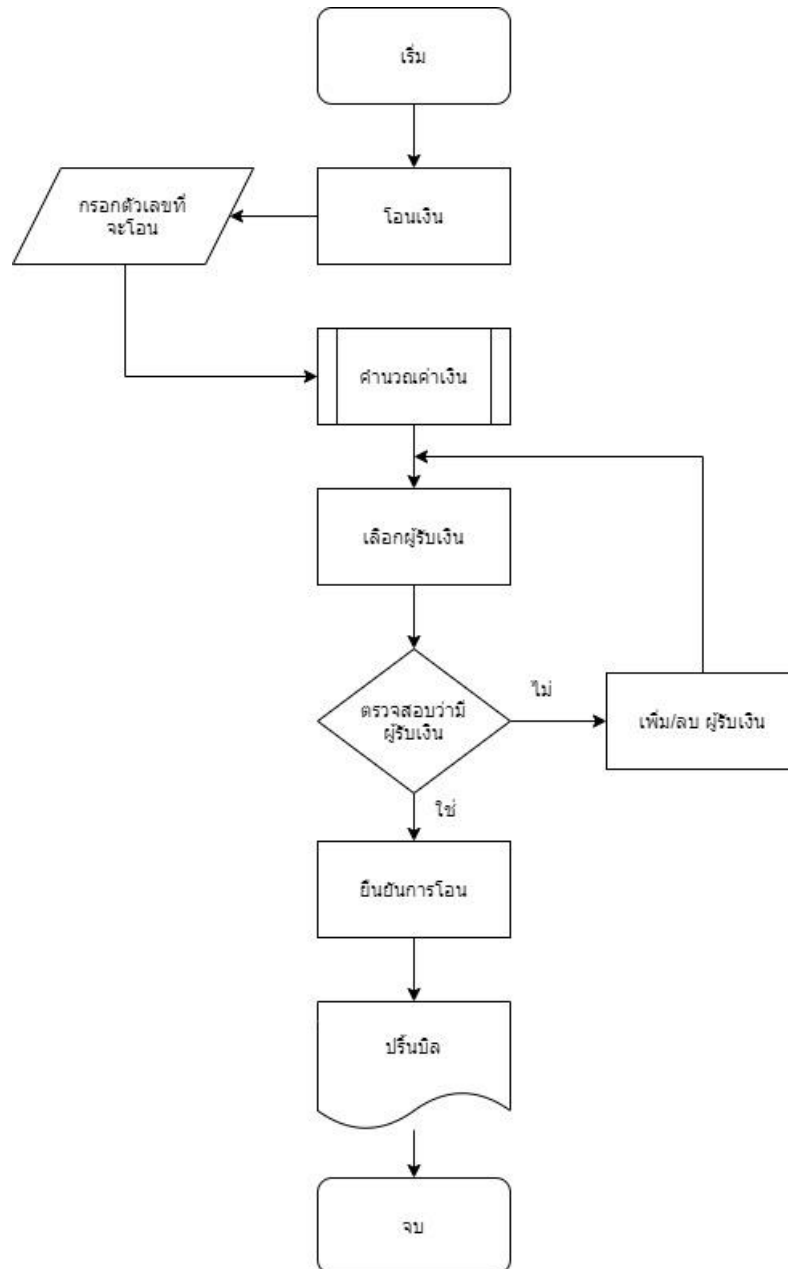 เริ่ม
โอนเงิน
กรอกตัวเลขที่
จะโอน
คำนวณค่าเงิน
เลือกผู้รับเงิน
ตรวจสอบว่ามี
ผู้รับเงิน
ไม่
เพิ่ม/ลบ ผู้รับเงิน
ใช่
ยืนยันการโอน
ปริ้นบิล
จบ